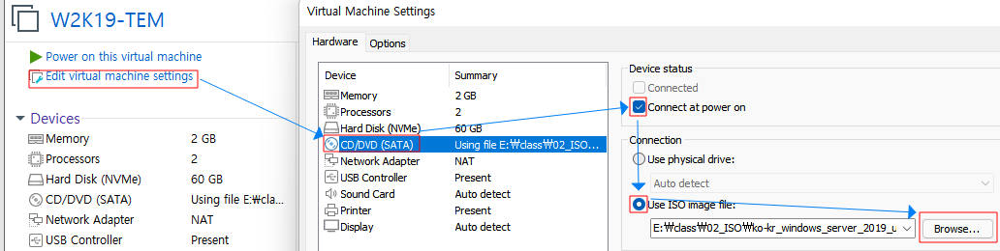 W2K19-TEM
Power on this virtual machine
Edit virtual machine settings
Devices
Memory 2 GB
Processors 2
Hard Disk (NVMe) 60 GB
CD/DVD (SATA) Using file E:₩cla...
Network Adapter NAT
USB Controller Present
Virtual Machine Settings
Hardware Options
Device Summary
Memory 2 GB
Processors 2
Hard Disk (NVMe) 60 GB
CD/DVD (SATA) Using file E:₩class₩02_ISO...
Network Adapter NAT
USB Controller Present
Sound Card Auto detect
Printer Present
Display Auto detect
Device status
Connected
Connect at power on
Connection
Use physical drive:
Auto detect
Use ISO image file:
E:₩class₩02_ISO₩ko-kr_windows_server_2019_u
Browse...